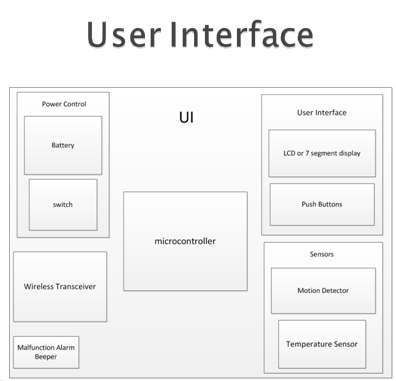 User Interface
Power Control
Battery
switch
Wireless Transceiver
Malfunction Alarm
Beeper
UI
microcontroller
User Interface
LCD or 7 segment display
Push Buttons
Sensors
Motion Detector
Temperature Sensor